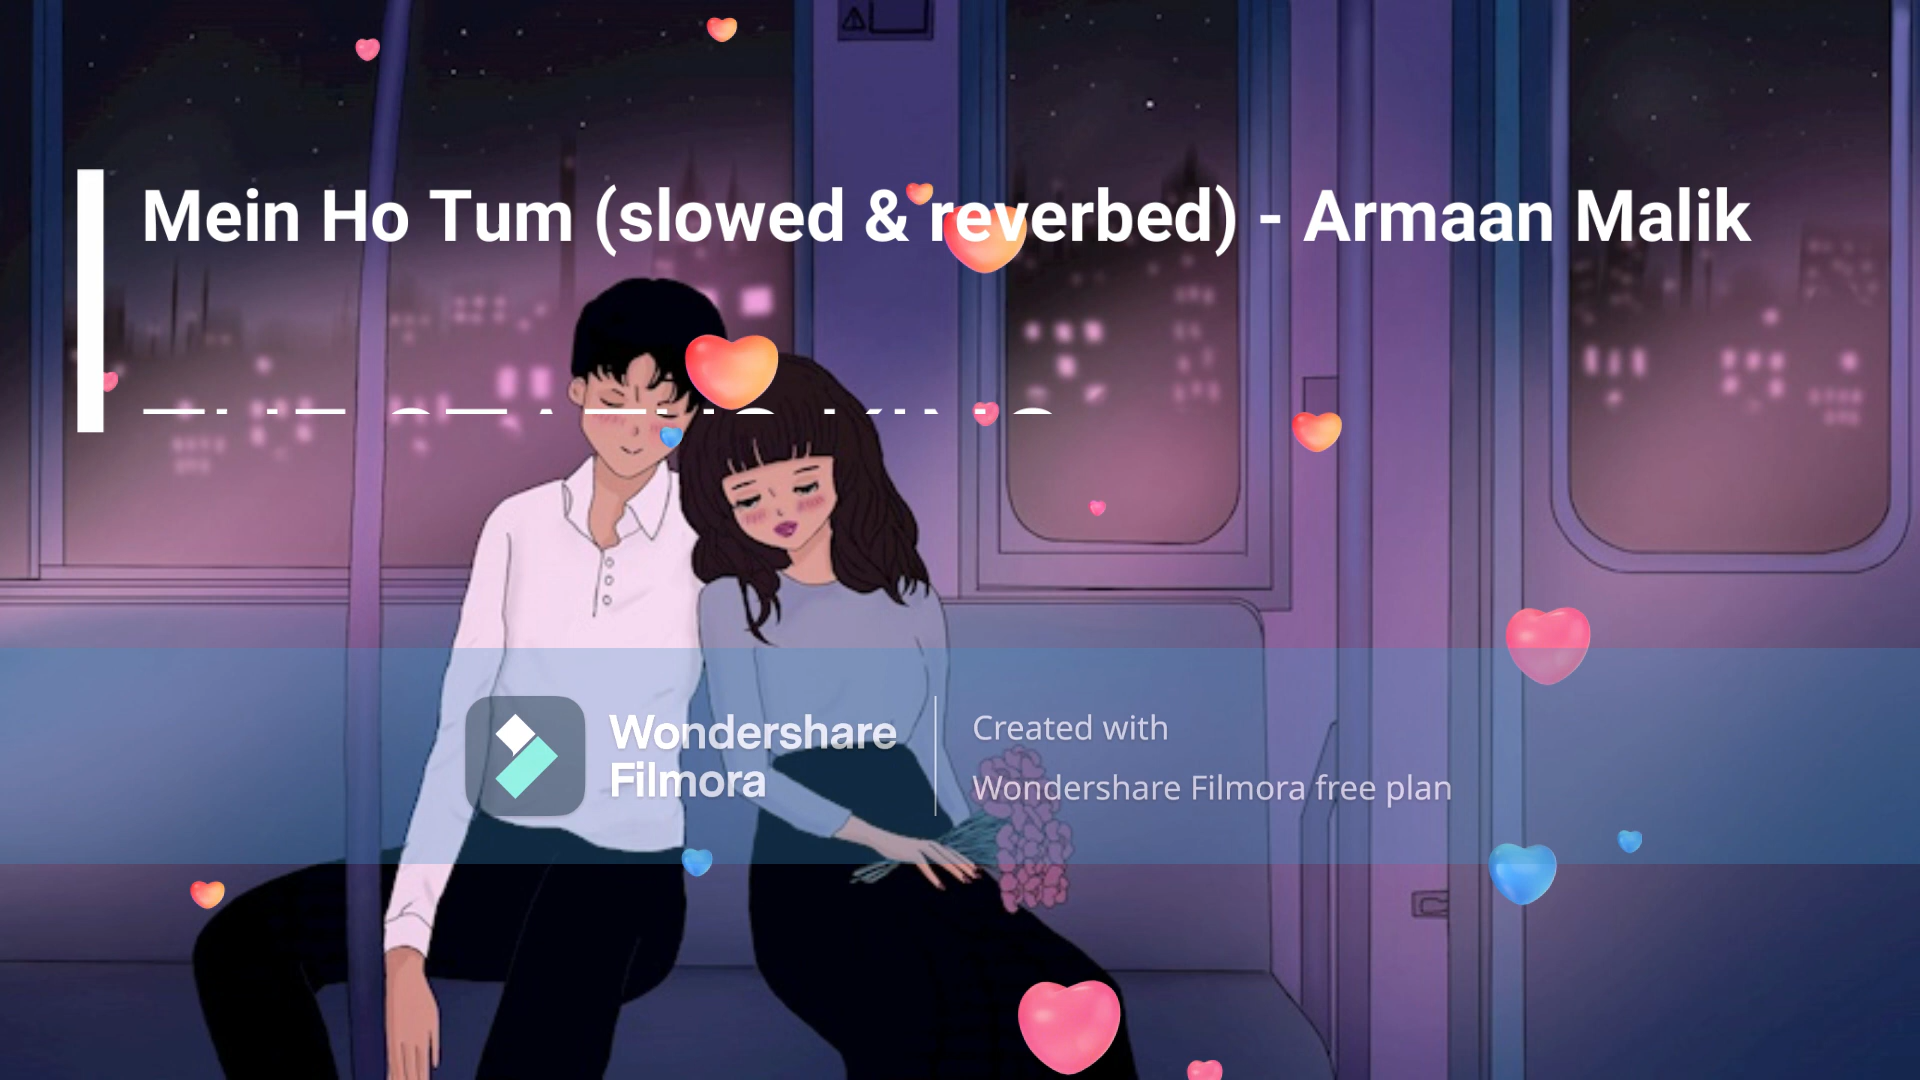 Mein Ho Tum (slowed & reverbed) - Armaan Malik
Wondershare
Filmora
Created with
Wondershare Filmora free plan